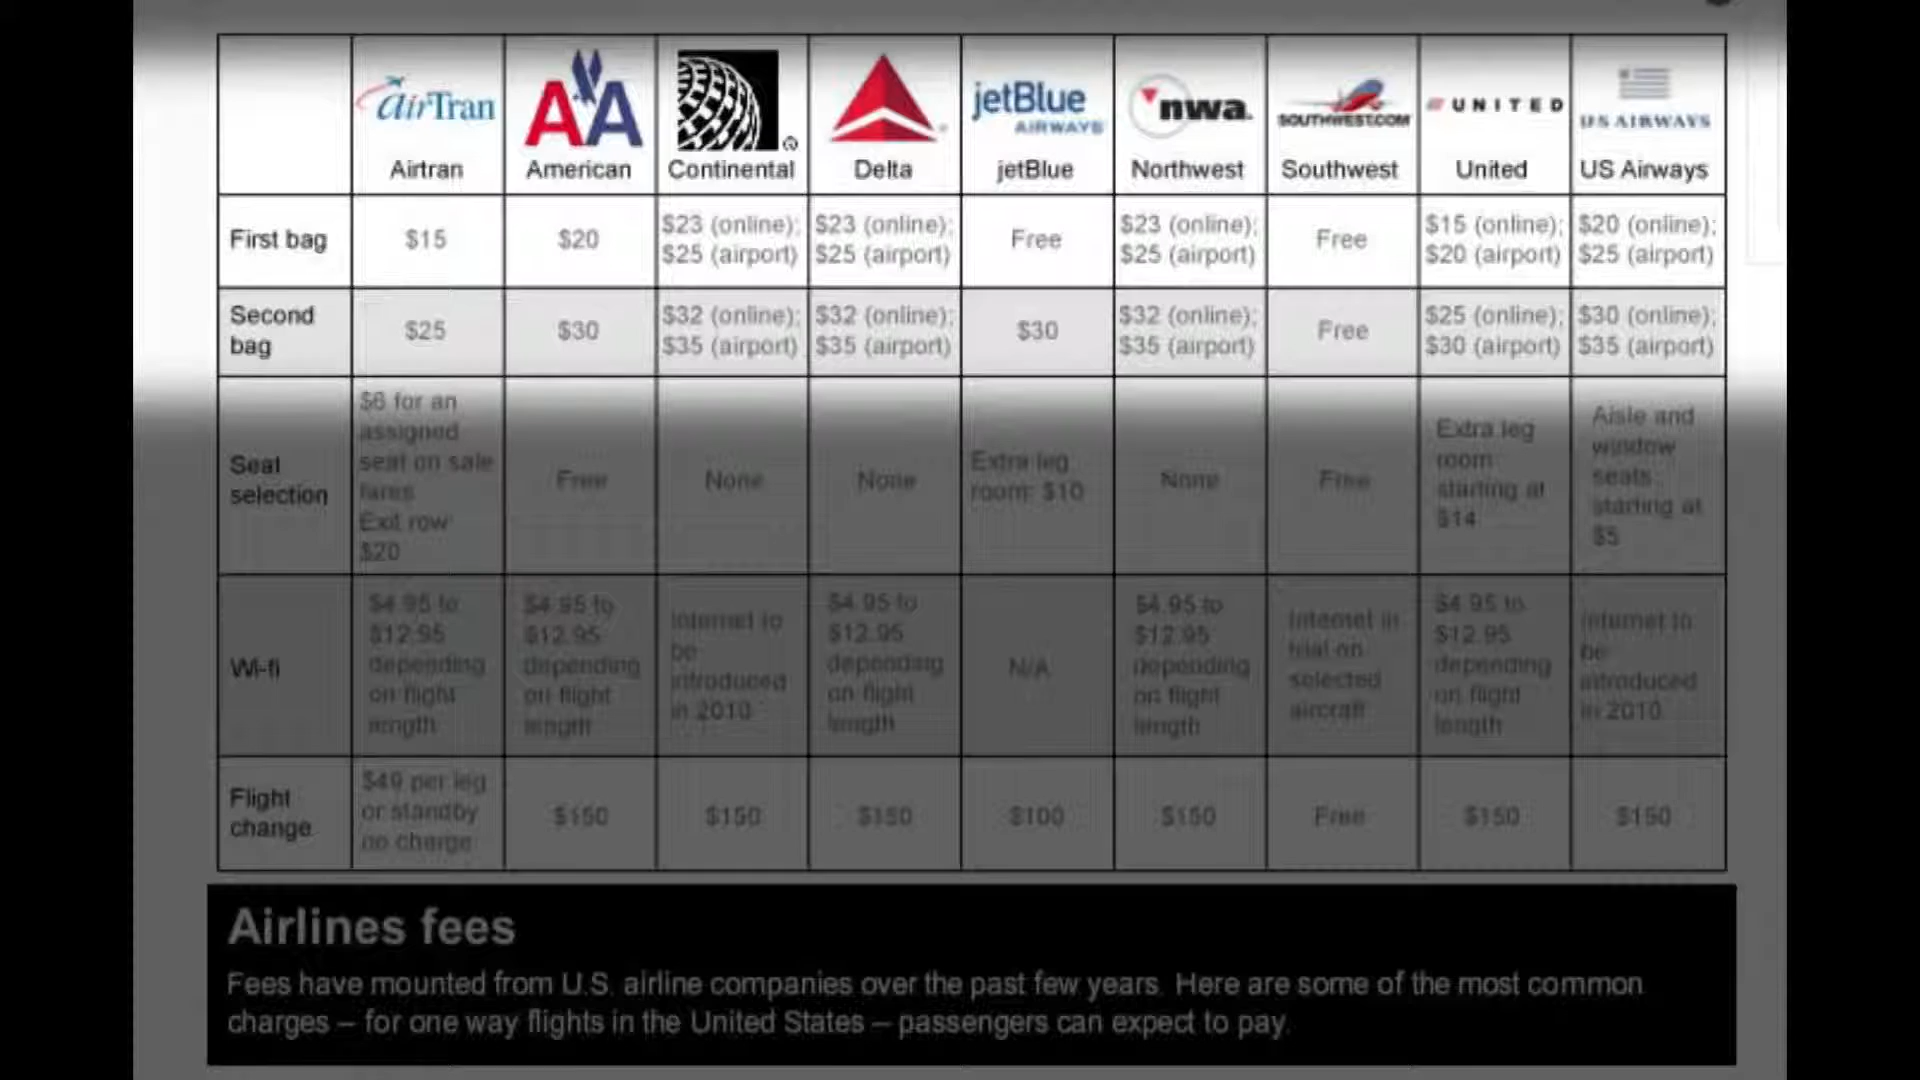 airTran
AA
jetBlue
AIRWAYS
nwa.
SOUTHWEST.COM
UNITED
US AIRWAYS
Airtran American Continental Delta jetBlue Northwest Southwest United US Airways
First bag $15 $20 $23 (online); $25 (airport) $23 (online); $25 (airport) Free $23 (online); $25 (airport) Free $15 (online); $20 (airport) $20 (online); $25 (airport)
Second bag $25 $30 $32 (online); $35 (airport) $32 (online); $35 (airport) $30 $32 (online); $35 (airport) Free $25 (online); $30 (airport) $30 (online); $35 (airport)
Seat selection $6 for an assigned seat on sale fares Exit row $20 Free None None Extra leg room: $10 None Free Extra leg room starting at $14 Aisle and window seats starting at $5
Wi-fi $4.95 to $12.95 depending on flight length $4.95 to $12.95 depending on flight length Internet to be introduced in 2010 $4.95 to $12.95 depending on flight length N/A $4.95 to $12.95 depending on flight length Internet in trial on selected aircraft $4.95 to $12.95 depending on flight length Internet to be introduced in 2010
Flight change $49 per leg or standby no charge $150 $150 $150 $100 $150 Free $150 $150
Airlines fees
Fees have mounted from U.S. airline companies over the past few years. Here are some of the most common
charges – for one way flights in the United States – passengers can expect to pay.